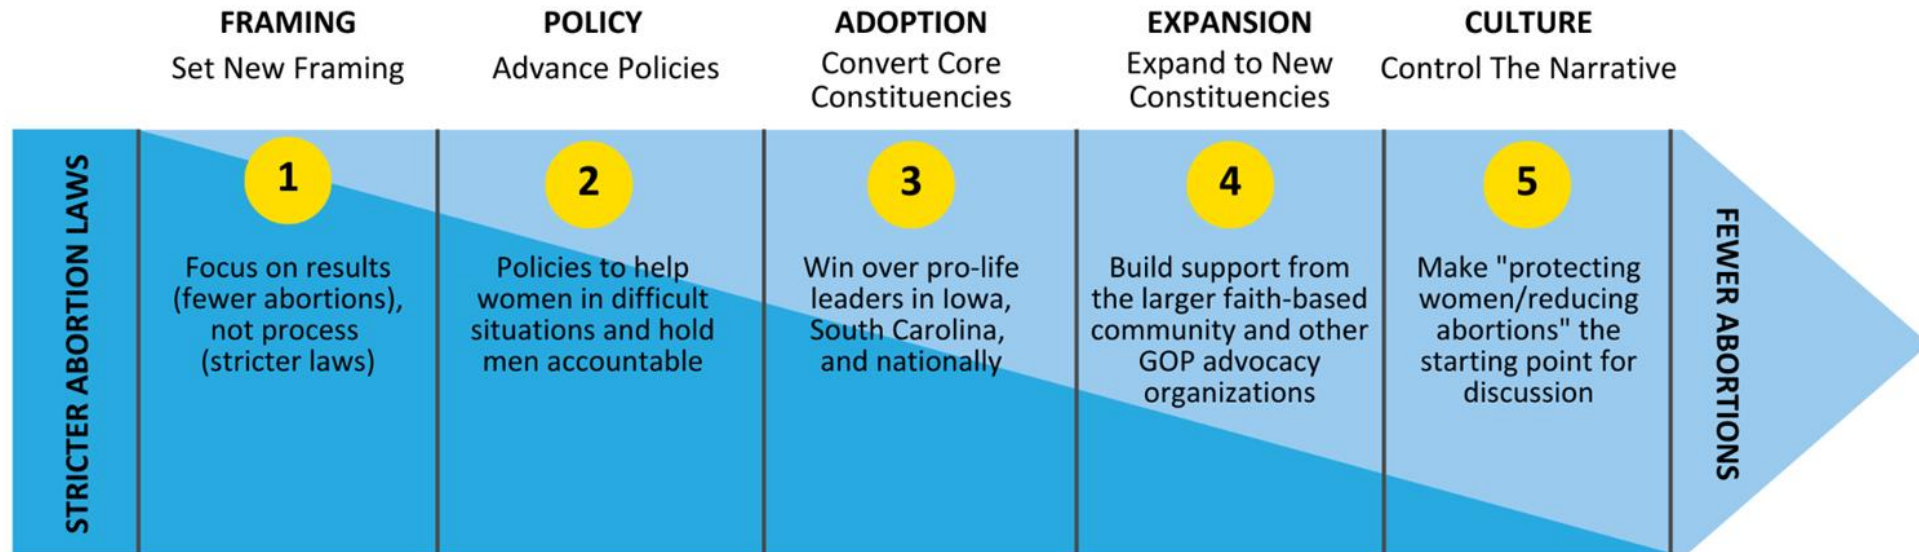 STRICTER ABORTION LAWS
FRAMING
Set New Framing
1
Focus on results
(fewer abortions),
not process
(stricter laws)
POLICY
Advance Policies
2
Policies to help
women in difficult
situations and hold
men accountable
ADOPTION
Convert Core
Constituencies
3
Win over pro-life
leaders in Iowa,
South Carolina,
and nationally
EXPANSION
Expand to New
Constituencies
4
Build support from
the larger faith-based
community and other
GOP advocacy
organizations
CULTURE
Control The Narrative
5
Make "protecting
women/reducing
abortions" the
starting point for
discussion
FEWER ABORTIONS